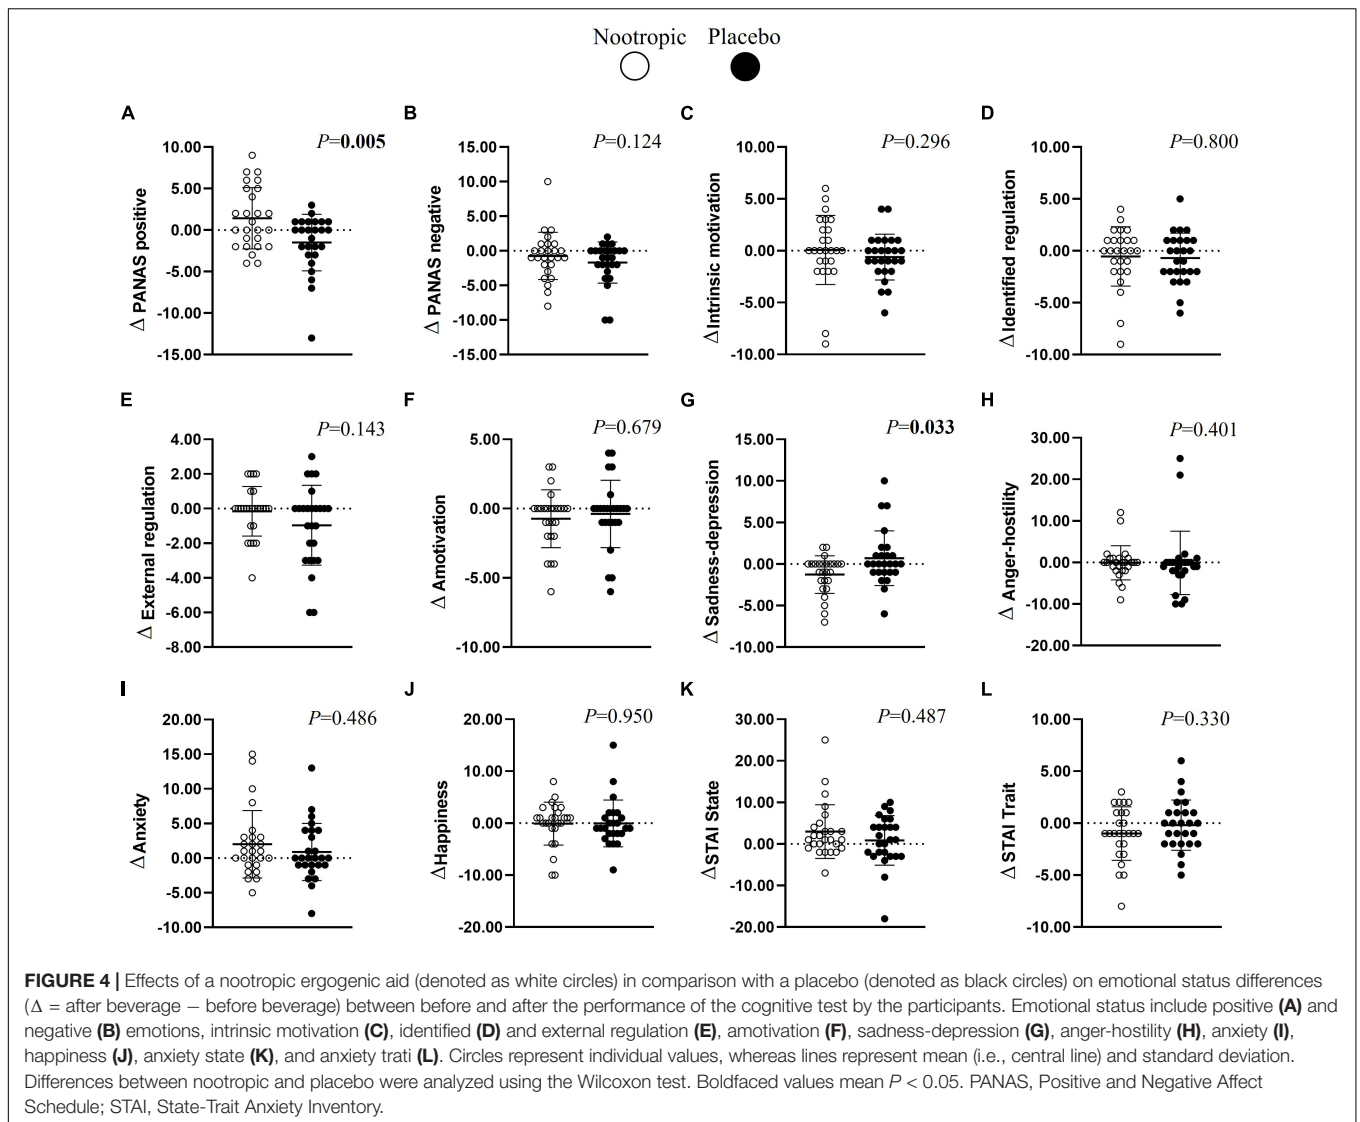 Nootropic Placebo
A
P=0.005
Δ PANAS positive
10.00
5.00
0.00
-5.00
-10.00
-15.00
B
P=0.124
Δ PANAS negative
15.00
10.00
5.00
0.00
-5.00
-10.00
-15.00
C
P=0.296
Δ Intrinsic motivation
10.00
5.00
0.00
-5.00
-10.00
D
P=0.800
Δ Identified regulation
10.00
5.00
0.00
-5.00
-10.00
E
P=0.143
Δ External regulation
4.00
2.00
0.00
-2.00
-4.00
-6.00
-8.00
F
P=0.679
Δ Amotivation
5.00
0.00
-5.00
-10.00
G
P=0.033
Δ Sadness-depression
15.00
10.00
5.00
0.00
-5.00
-10.00
H
P=0.401
Δ Anger-hostility
30.00
20.00
10.00
0.00
-10.00
-20.00
I
P=0.486
Δ Anxiety
20.00
15.00
10.00
5.00
0.00
-5.00
-10.00
J
P=0.950
Δ Happiness
20.00
10.00
0.00
-10.00
-20.00
K
P=0.487
Δ STAI State
30.00
20.00
10.00
0.00
-10.00
-20.00
L
P=0.330
Δ STAI Trait
10.00
5.00
0.00
-5.00
-10.00
FIGURE 4 | Effects of a nootropic ergogenic aid (denoted as white circles) in comparison with a placebo (denoted as black circles) on emotional status differences
(Δ = after beverage − before beverage) between before and after the performance of the cognitive test by the participants. Emotional status include positive (A) and
negative (B) emotions, intrinsic motivation (C), identified (D) and external regulation (E), amotivation (F), sadness-depression (G), anger-hostility (H), anxiety (I),
happiness (J), anxiety state (K), and anxiety trati (L). Circles represent individual values, whereas lines represent mean (i.e., central line) and standard deviation.
Differences between nootropic and placebo were analyzed using the Wilcoxon test. Boldfaced values mean P < 0.05. PANAS, Positive and Negative Affect
Schedule; STAI, State-Trait Anxiety Inventory.